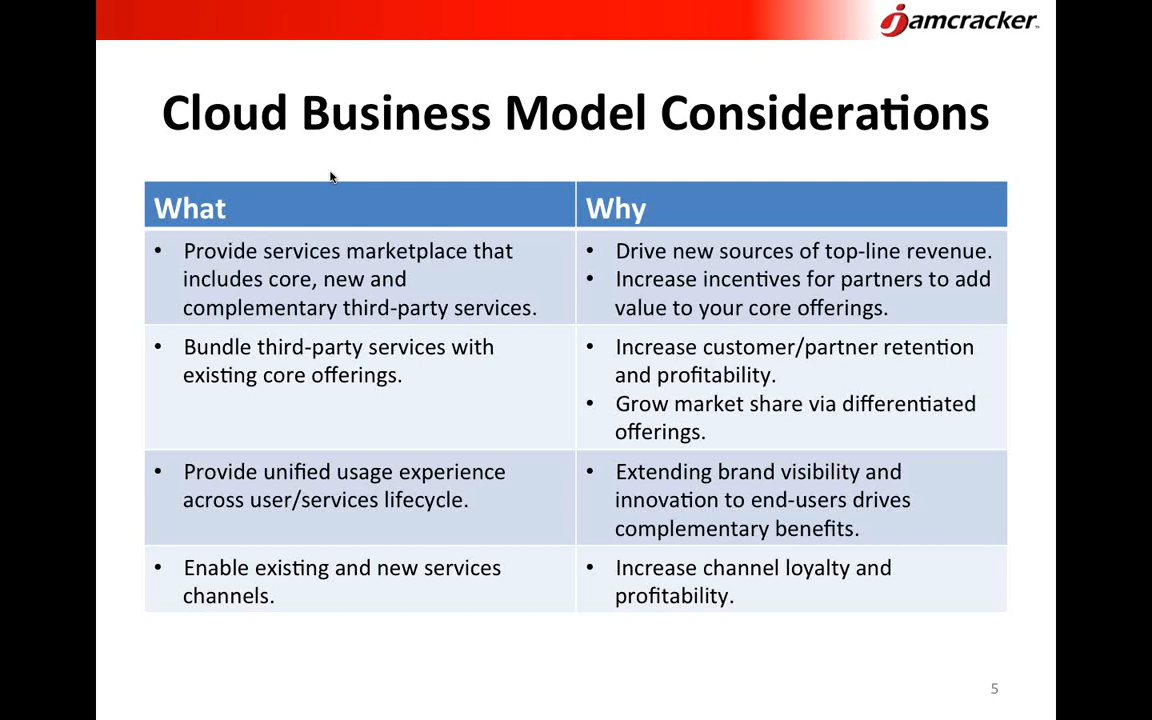 jamcracker™
Cloud Business Model Considerations
What
Why
• Provide services marketplace that
includes core, new and
complementary third-party services.
• Drive new sources of top-line revenue.
• Increase incentives for partners to add
value to your core offerings.
• Bundle third-party services with
existing core offerings.
• Increase customer/partner retention
and profitability.
• Grow market share via differentiated
offerings.
• Provide unified usage experience
across user/services lifecycle.
• Extending brand visibility and
innovation to end-users drives
complementary benefits.
• Enable existing and new services
channels.
• Increase channel loyalty and
profitability.
5